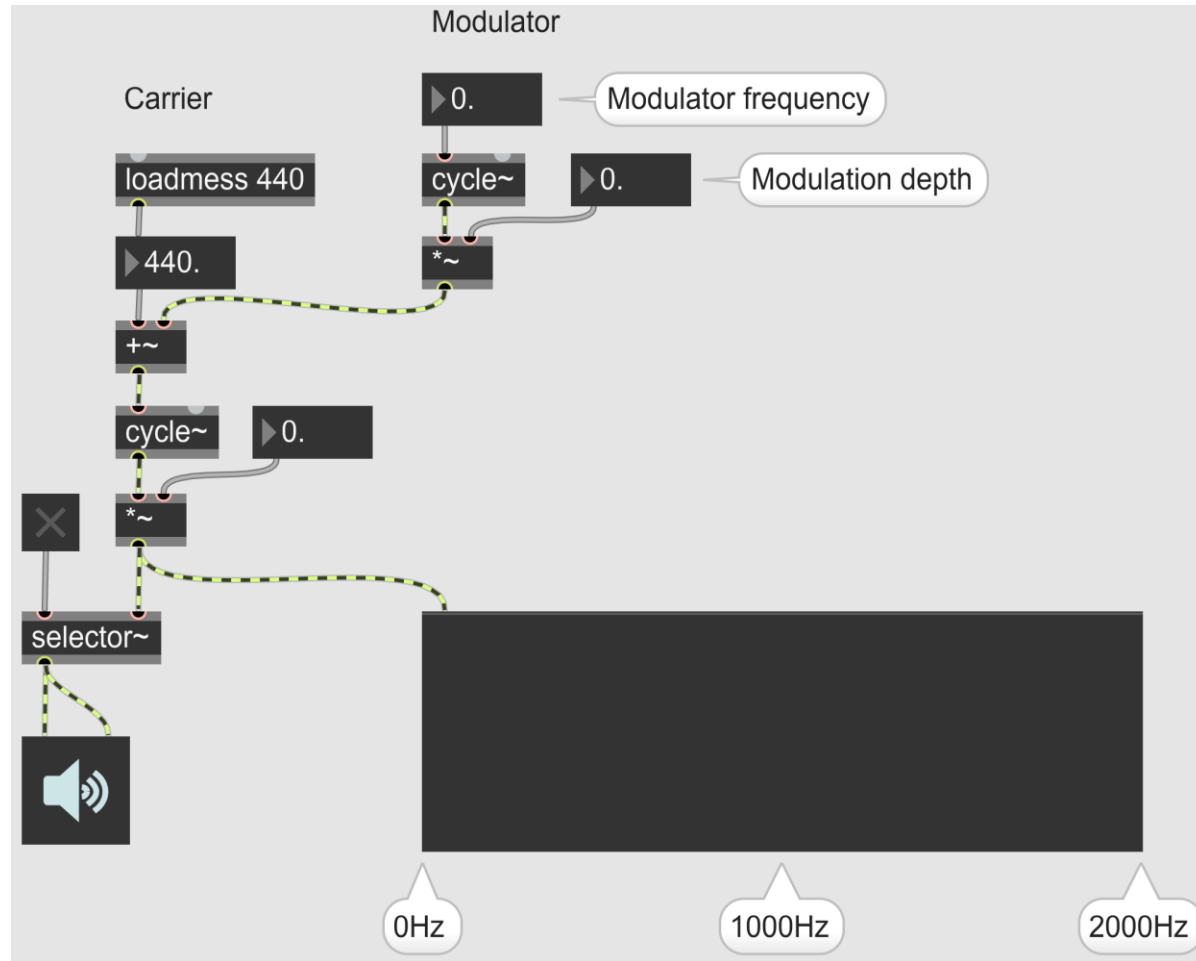 Modulator
Carrier
0.
Modulator frequency
loadmess 440
cycle~
0.
Modulation depth
440.
*~
+~
cycle~
0.
*~
selector~
0Hz
1000Hz
2000Hz